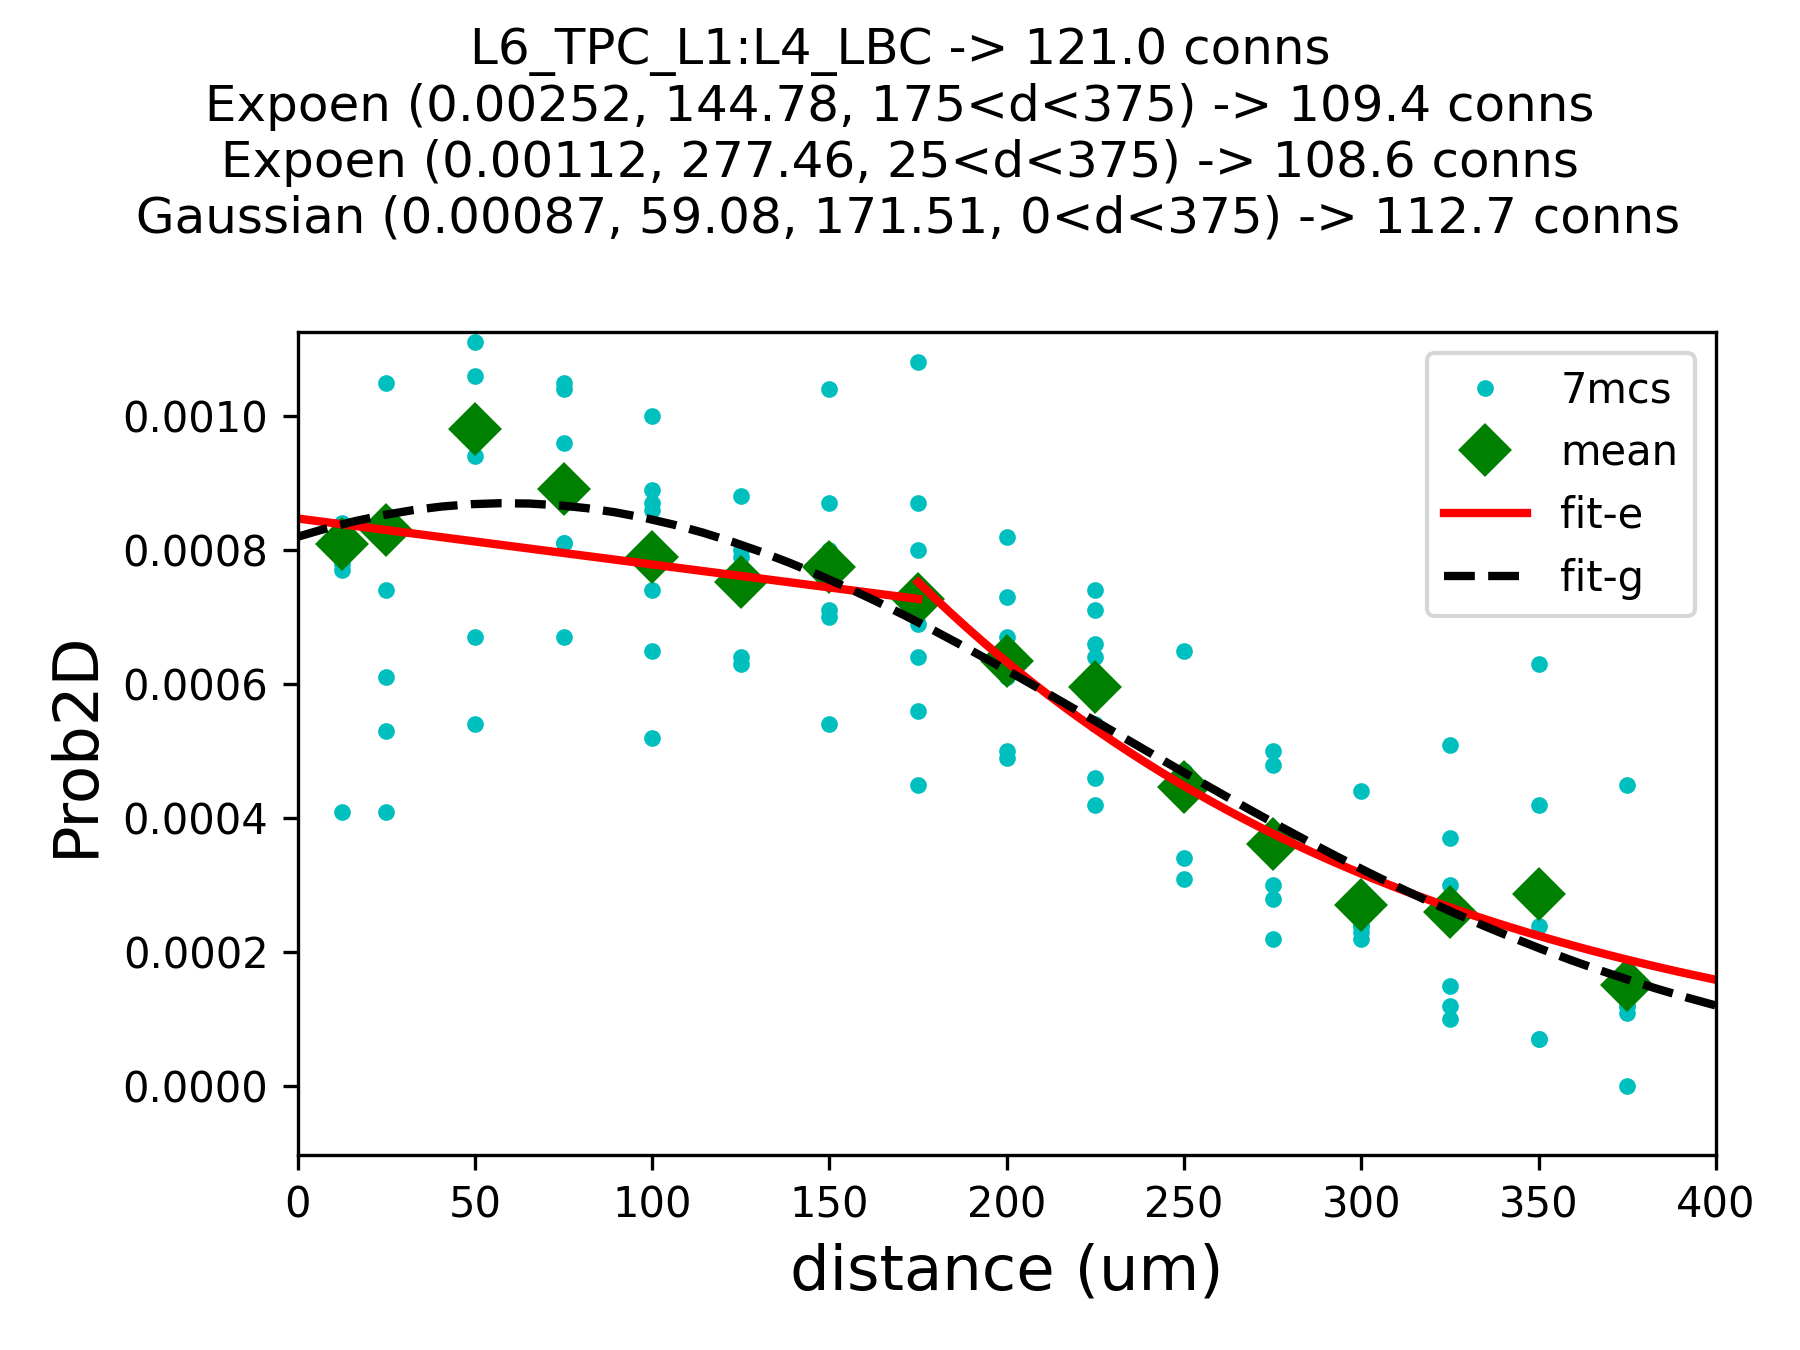 L6_TPC_L1:L4_LBC -> 121.0 conns
Expoen (0.00252, 144.78, 175<d<375) -> 109.4 conns
Expoen (0.00112, 277.46, 25<d<375) -> 108.6 conns
Gaussian (0.00087, 59.08, 171.51, 0<d<375) -> 112.7 conns
7mcs
mean
fit-e
fit-g
Prob2D
0.0010
0.0008
0.0006
0.0004
0.0002
0.0000
0 50 100 150 200 250 300 350 400
distance (um)